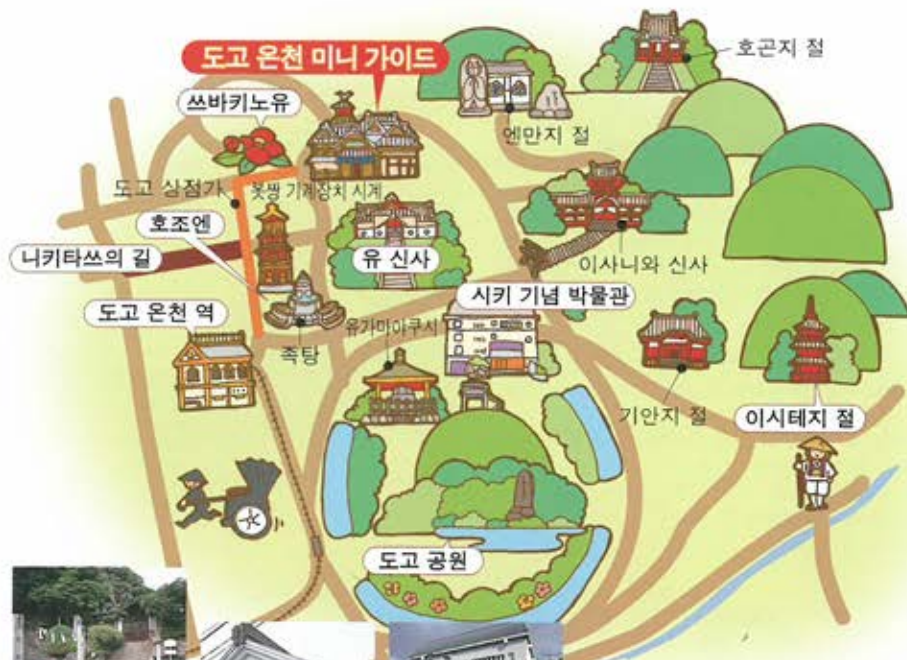 도고 온천 미니 가이드
호곤지 절
쓰바키노유
엔만지 절
도고 상점가
봇짱 기계장치 시계
호조엔
니키타쓰의 길
유 신사
이사니와 신사
도고 온천 역
시키 기념 박물관
유가마야쿠시
족탕
기안지 절
이시테지 절
도고 공원